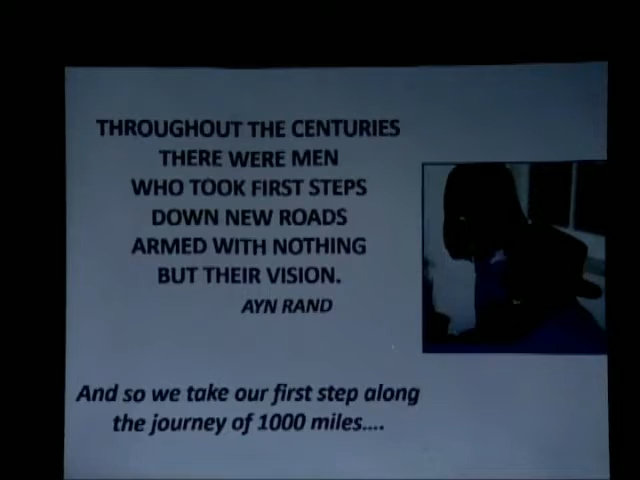 THROUGHOUT THE CENTURIES
THERE WERE MEN
WHO TOOK FIRST STEPS
DOWN NEW ROADS
ARMED WITH NOTHING
BUT THEIR VISION.
AYN RAND
And so we take our first step along
the journey of 1000 miles....